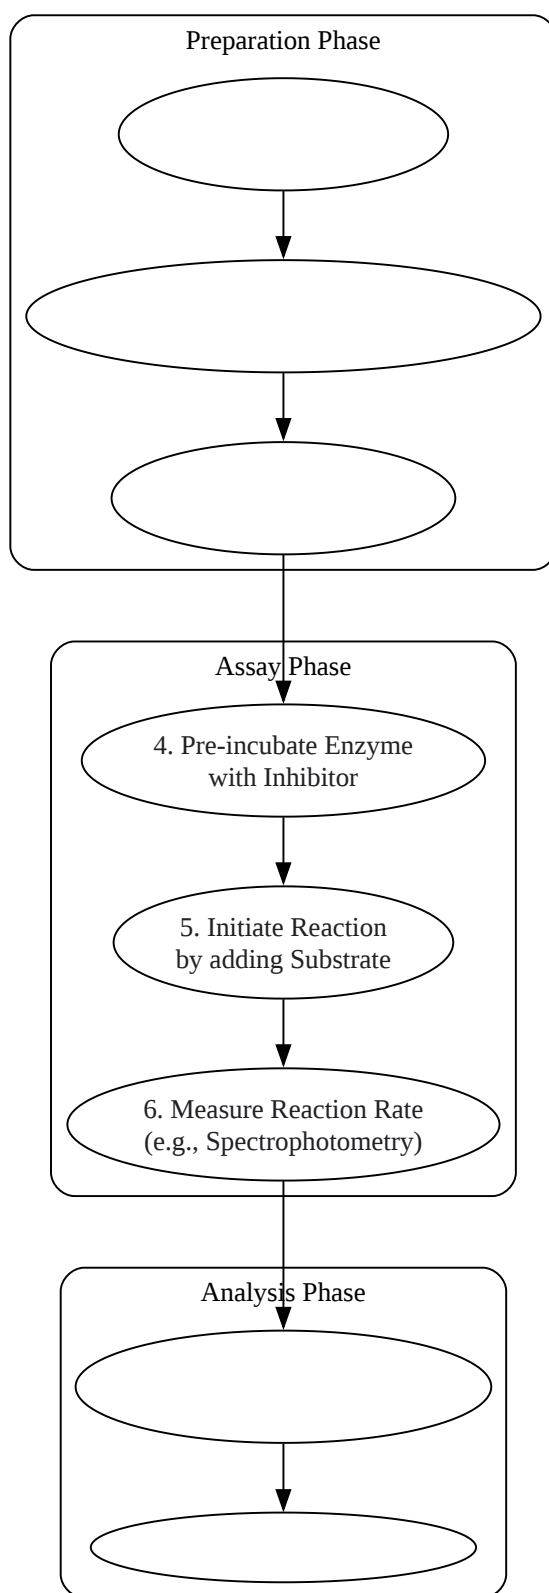 Preparation Phase
Assay Phase
4. Pre-incubate Enzyme
with Inhibitor
5. Initiate Reaction
by adding Substrate
6. Measure Reaction Rate
(e.g., Spectrophotometry)
Analysis Phase